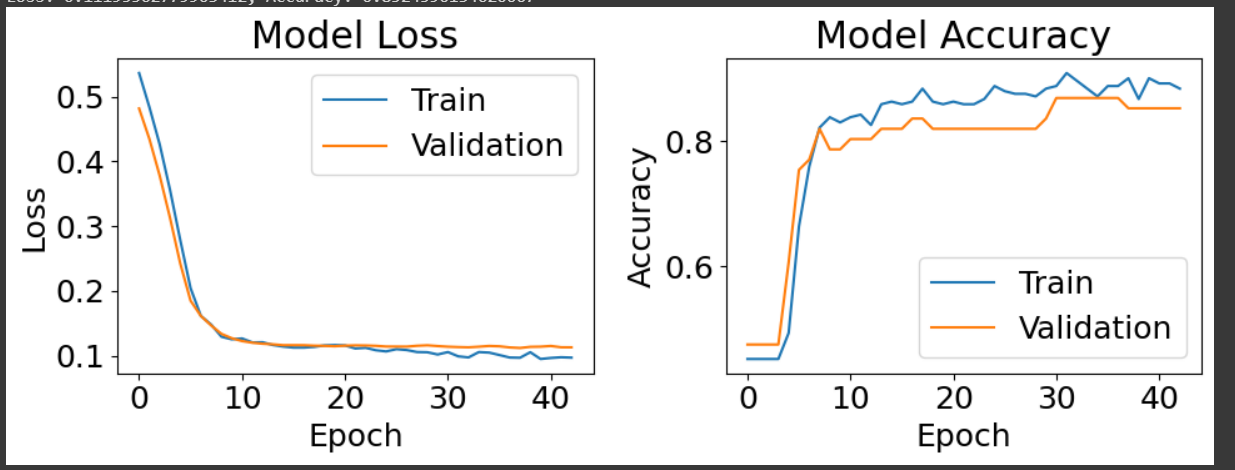 Model Loss
0.5
0.4
0.3
0.2
0.1
Loss
0 10 20 30 40
Epoch
Train
Validation
Model Accuracy
0.8
0.6
Accuracy
0 10 20 30 40
Epoch
Train
Validation